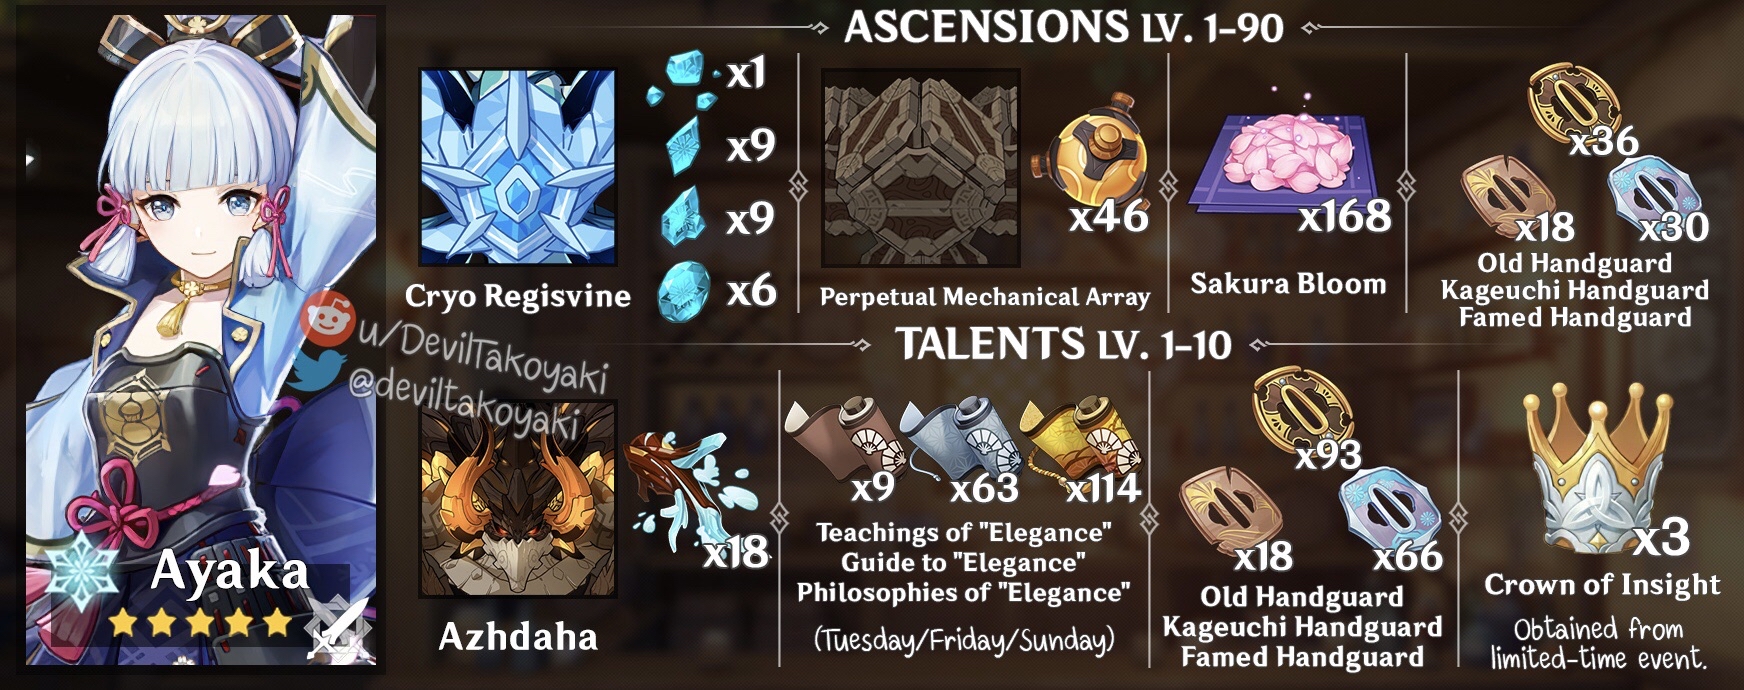 ASCENSIONS LV. 1-90
x1
x9
x9
x6
Cryo Regisvine
x46
Perpetual Mechanical Array
x168
Sakura Bloom
x36
x18
x30
Old Handguard
Kageuchi Handguard
Famed Handguard
u/DevilTakoyaki
@deviltakoyaki
TALENTS LV. 1-10
x18
Azhdaha
x9
x63
x114
Teachings of "Elegance"
Guide to "Elegance"
Philosophies of "Elegance"
(Tuesday/Friday/Sunday)
x93
x18
x66
Old Handguard
Kageuchi Handguard
Famed Handguard
x3
Crown of Insight
Obtained from
limited-time event.
Ayaka